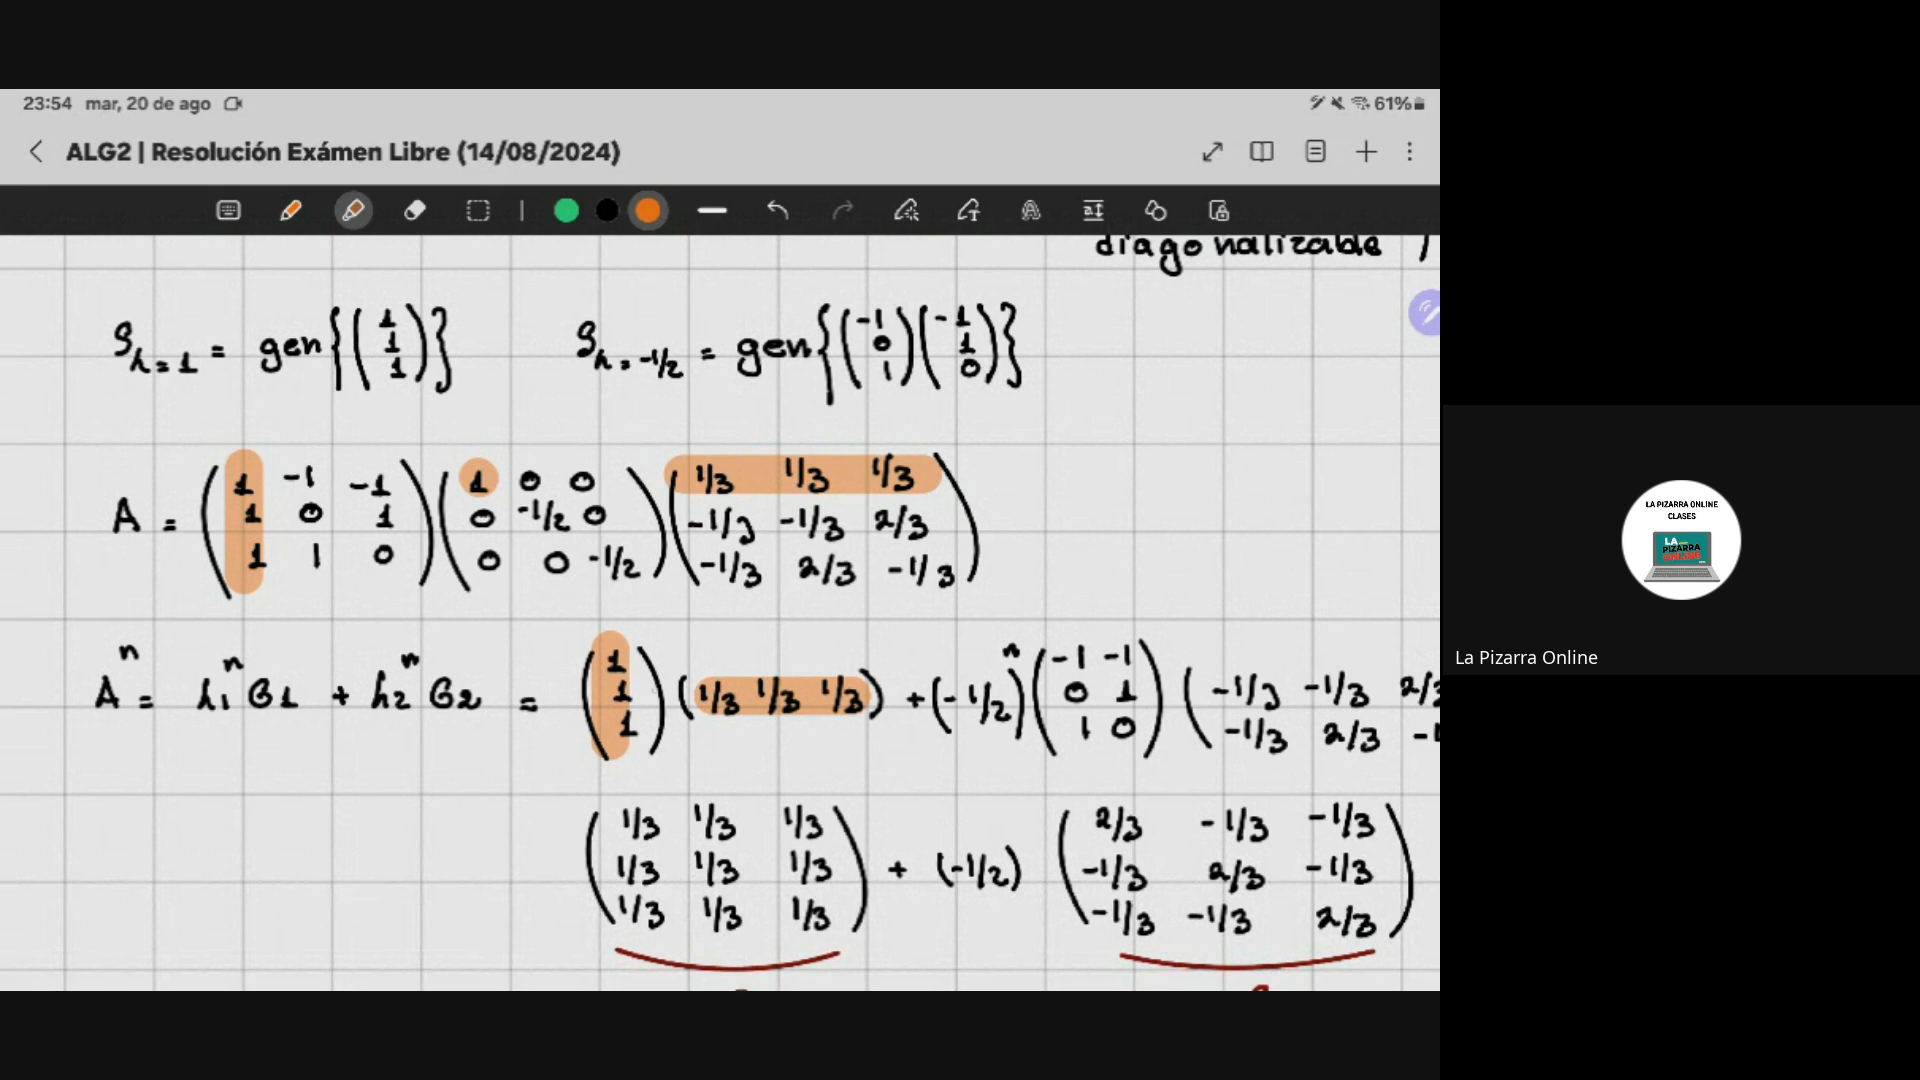 23:54 mar, 20 de ago
61%
ALG2 | Resolución Exámen Libre (14/08/2024)
diagonalizable /
S_λ=1 = gen{(1 1 1)} S_λ=-1/2 = gen{(-1 0 1)(-1 1 0)}
A = (1 -1 -1; 1 0 1; 1 1 0)(1 0 0; 0 -1/2 0; 0 0 -1/2)(1/3 1/3 1/3; -1/3 -1/3 2/3; -1/3 2/3 -1/3)
A^n = λ1^n G1 + λ2^n G2 = (1 1 1)(1/3 1/3 1/3) + (-1/2)^n (-1 -1; 0 1; 1 0)(-1/3 -1/3 2/3; -1/3 2/3 -1
(1/3 1/3 1/3; 1/3 1/3 1/3; 1/3 1/3 1/3) + (-1/2) (2/3 -1/3 -1/3; -1/3 2/3 -1/3; -1/3 -1/3 2/3)
LA PIZARRA ONLINE
CLASES
LA
PIZARRA
ONLINE
La Pizarra Online